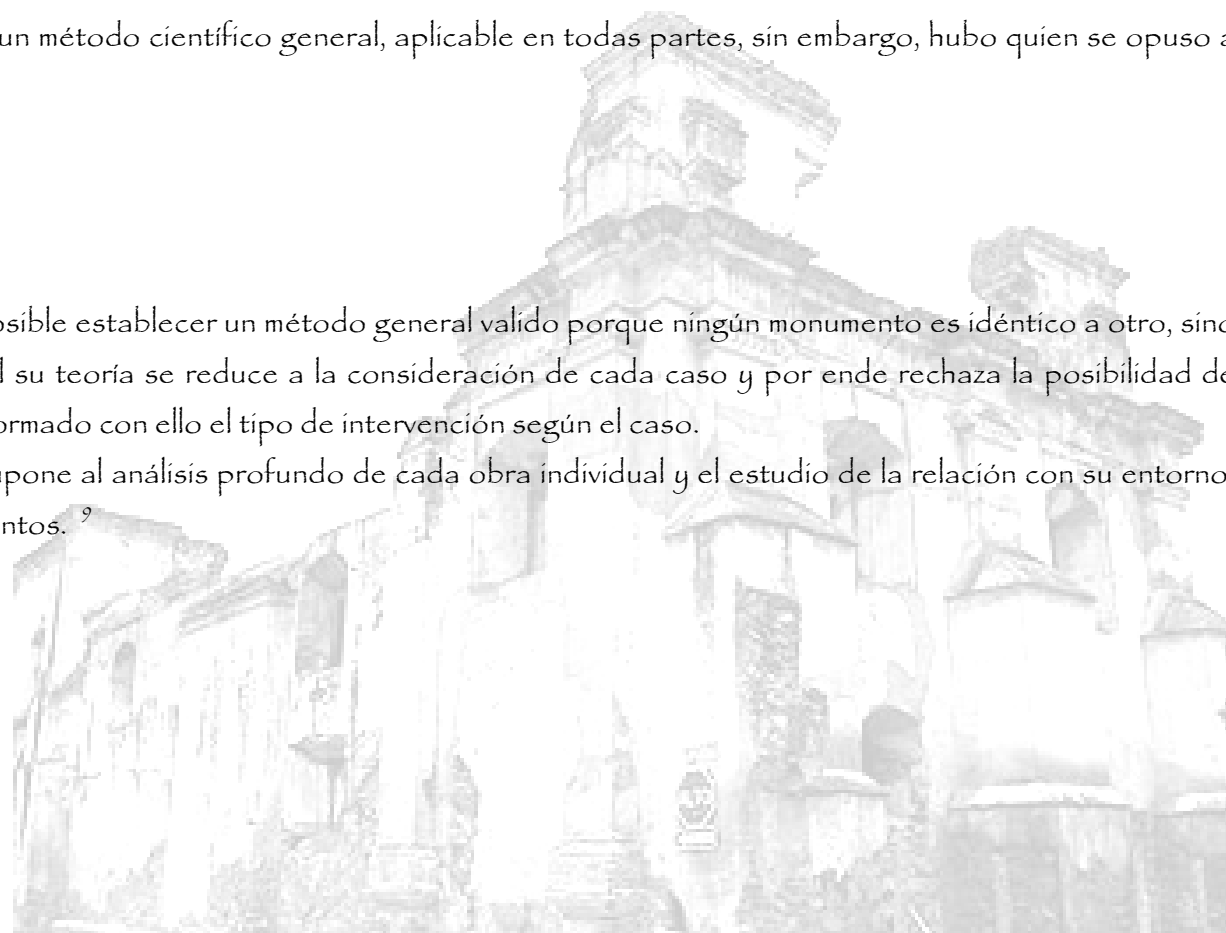 un método científico general, aplicable en todas partes, sin embargo, hubo quien se opuso a
osible establecer un método general valido porque ningún monumento es idéntico a otro, sino
d su teoría se reduce a la consideración de cada caso y por ende rechaza la posibilidad de
ormado con ello el tipo de intervención según el caso.
upone al análisis profundo de cada obra individual y el estudio de la relación con su entorno
ntos. 9